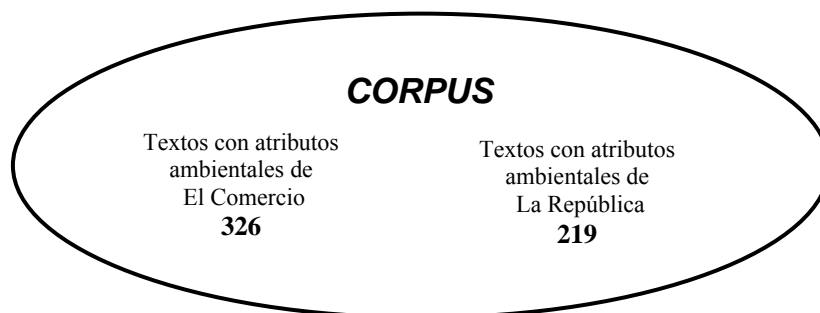 CORPUS
Textos con atributos
ambientales de
El Comercio
326
Textos con atributos
ambientales de
La República
219